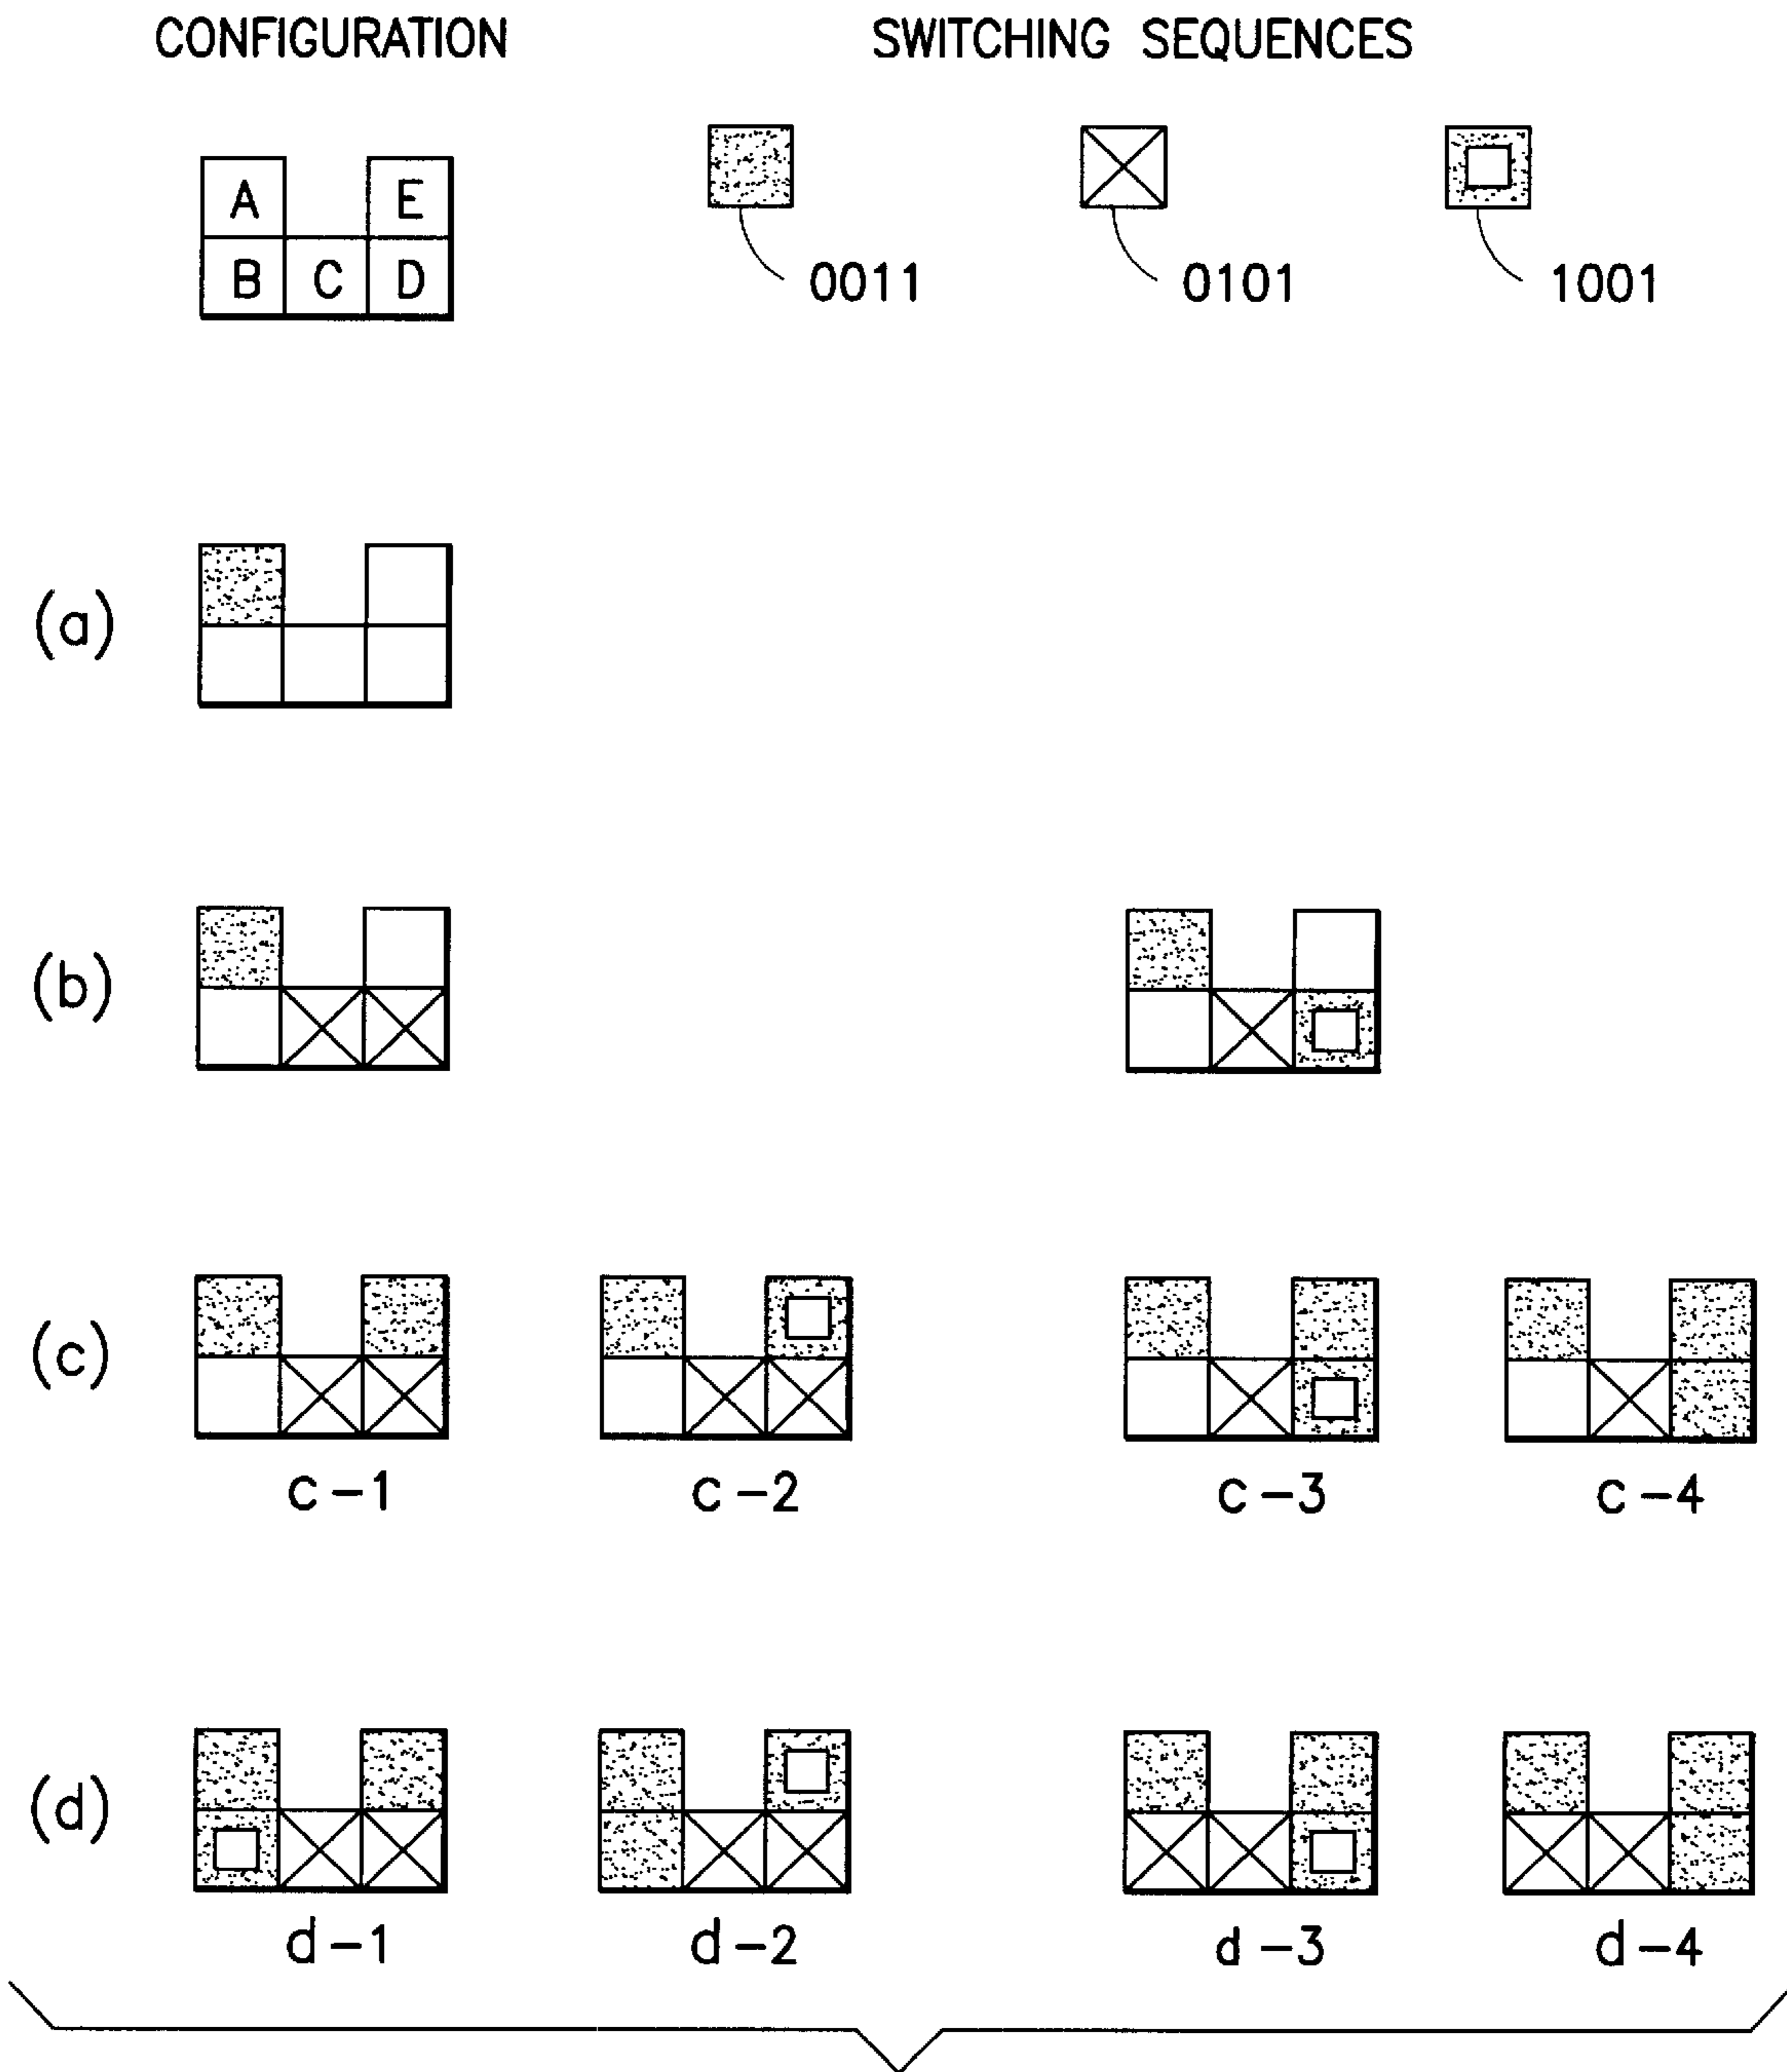 CONFIGURATION SWITCHING SEQUENCES
A E
B C D
0011 0101 1001
(a)
(b)
(c)
c-1 c-2 c-3 c-4
(d)
d-1 d-2 d-3 d-4